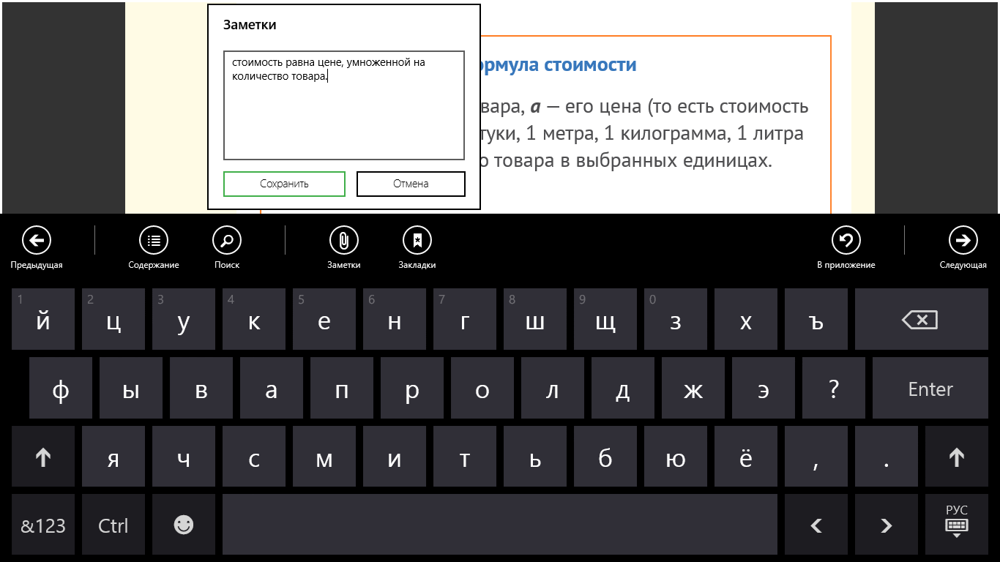 Заметки
стоимость равна цене, умноженной на
количество товара.
Сохранить
Отмена
формула стоимости
вара, а — его цена (то есть стоимость
туки, 1 метра, 1 килограмма, 1 литра
о товара в выбранных единицах.
Предыдущая
Содержание
Поиск
Заметки
Закладки
В приложение
Следующая
1 й 2 ц 3 у 4 к 5 е 6 н 7 г 8 ш 9 щ 0 з х ъ
ф ы в а п р о л д ж э ? Enter
я ч с м и т ь б ю ё , .
&123 Ctrl < > РУС